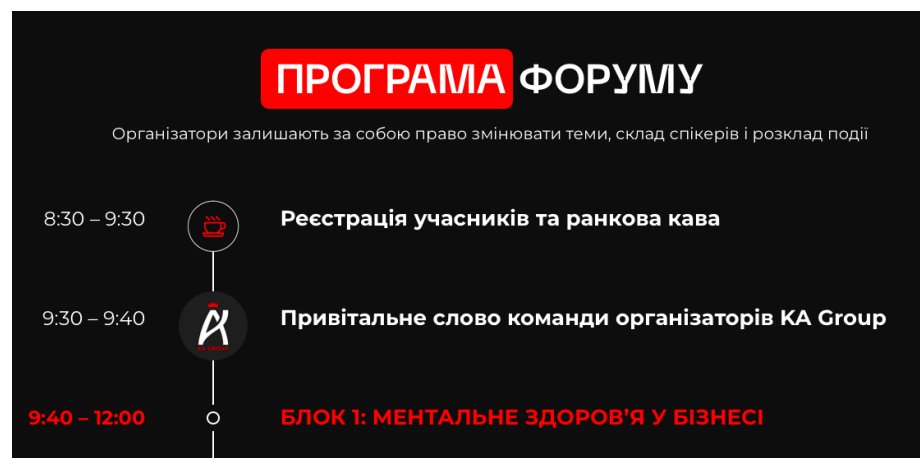 ПРОГРАМА ФОРУМУ
Організатори залишають за собою право змінювати теми, склад спікерів і розклад події
8:30 – 9:30 Реєстрація учасників та ранкова кава
9:30 – 9:40 Привітальне слово команди організаторів KA Group
KA GROUP
9:40 – 12:00 БЛОК 1: МЕНТАЛЬНЕ ЗДОРОВ’Я У БІЗНЕСІ